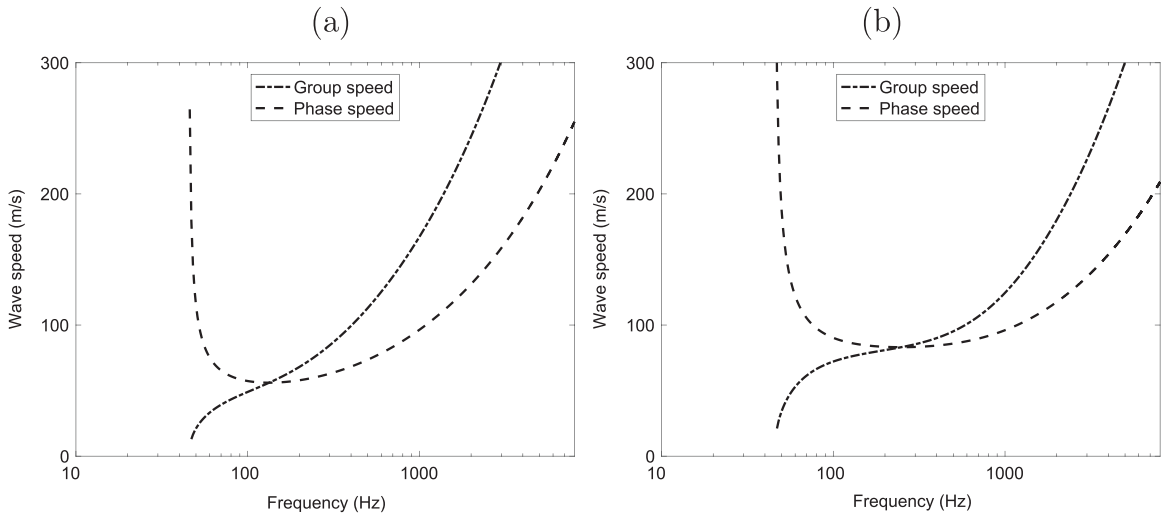 (a)
300
200
100
0
10
100
1000
Wave speed (m/s)
Frequency (Hz)
Group speed
Phase speed
(b)
300
200
100
0
10
100
1000
Wave speed (m/s)
Frequency (Hz)
Group speed
Phase speed